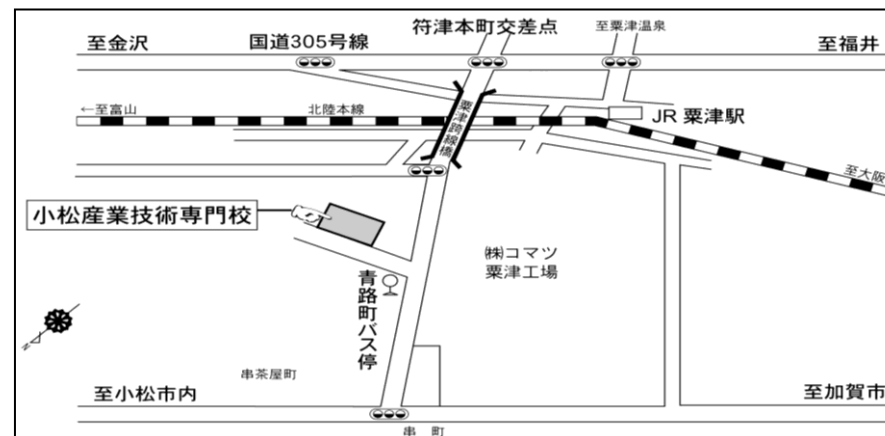 符津本町交差点
至金沢
国道305号線
至粟津温泉
至福井
←至富山
北陸本線
粟津跨線橋
JR 粟津駅
至大阪
小松産業技術専門校
㈱コマツ
粟津工場
青路町バス停
N
串茶屋町
至小松市内
至加賀市
串 町